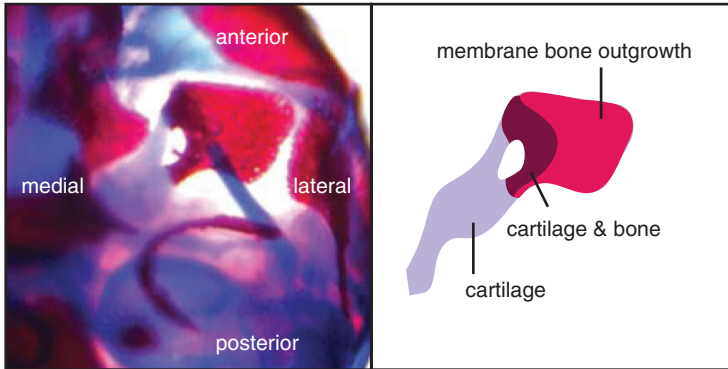 anterior
medial
lateral
posterior
membrane bone outgrowth
cartilage & bone
cartilage